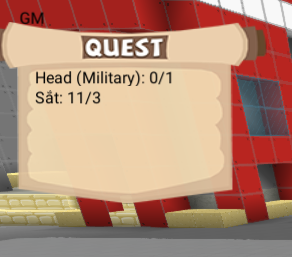 GM
QUEST
Head (Military): 0/1
Sắt: 11/3